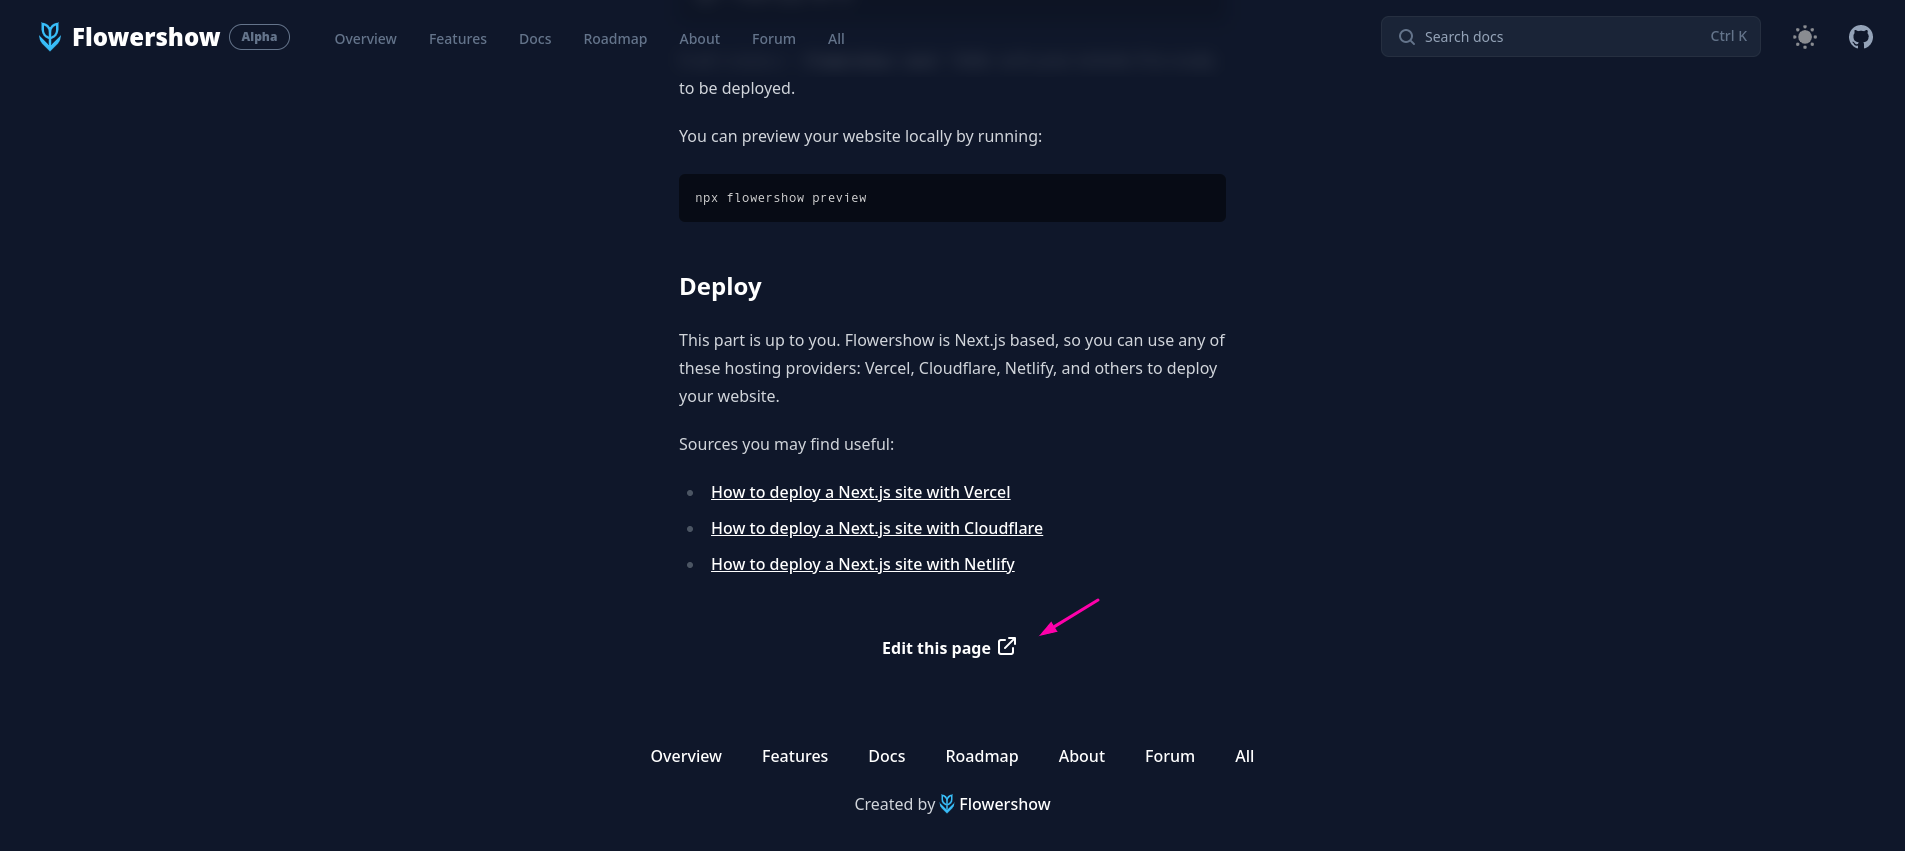 Flowershow Alpha Overview Features Docs Roadmap About Forum All Search docs Ctrl K
to be deployed.
You can preview your website locally by running:
npx flowershow preview
Deploy
This part is up to you. Flowershow is Next.js based, so you can use any of
these hosting providers: Vercel, Cloudflare, Netlify, and others to deploy
your website.
Sources you may find useful:
How to deploy a Next.js site with Vercel
How to deploy a Next.js site with Cloudflare
How to deploy a Next.js site with Netlify
Edit this page
Overview Features Docs Roadmap About Forum All
Created by Flowershow